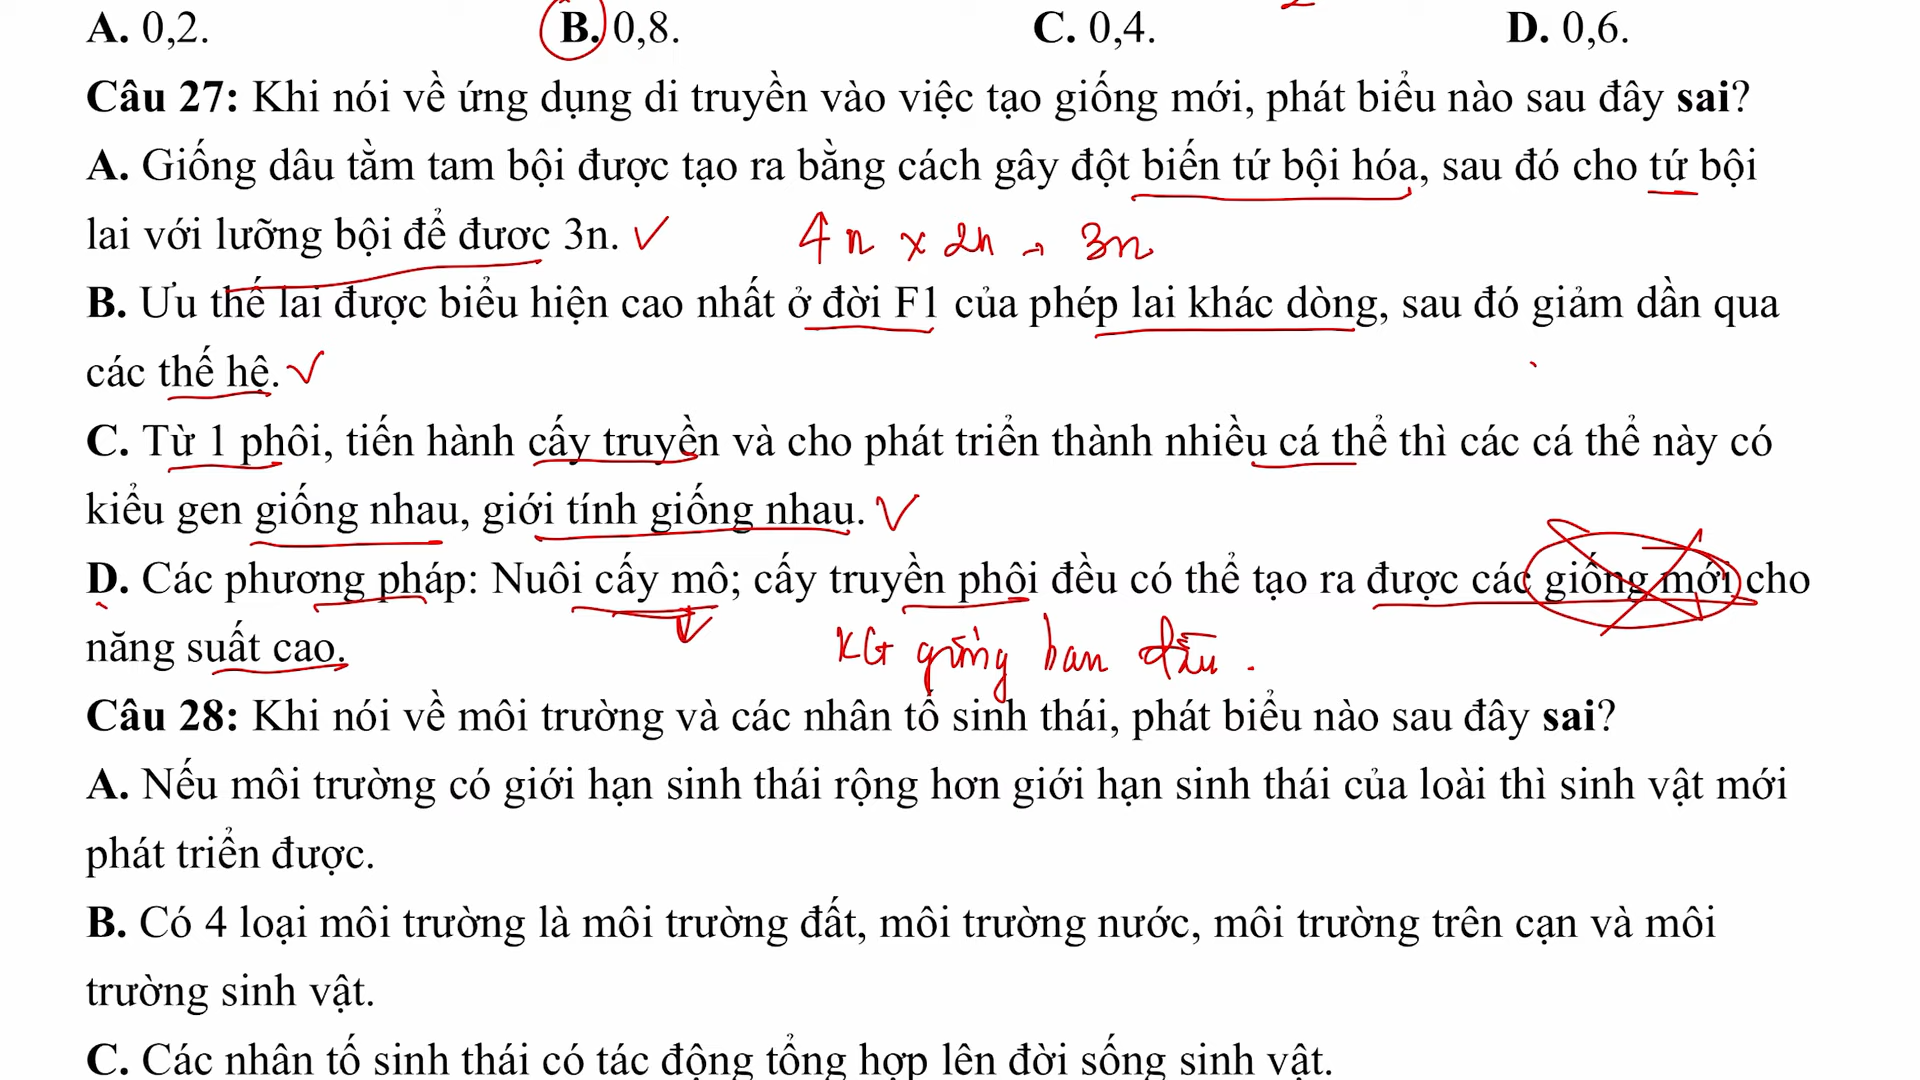 A. 0,2. B. 0,8. C. 0,4. D. 0,6.
Câu 27: Khi nói về ứng dụng di truyền vào việc tạo giống mới, phát biểu nào sau đây sai?
A. Giống dâu tằm tam bội được tạo ra bằng cách gây đột biến tứ bội hóa, sau đó cho tứ bội
lai với lưỡng bội để được 3n. 4n x 2n → 3n
B. Ưu thế lai được biểu hiện cao nhất ở đời F1 của phép lai khác dòng, sau đó giảm dần qua
các thế hệ.
C. Từ 1 phôi, tiến hành cấy truyền và cho phát triển thành nhiều cá thể thì các cá thể này có
kiểu gen giống nhau, giới tính giống nhau.
D. Các phương pháp: Nuôi cấy mô; cấy truyền phôi đều có thể tạo ra được các giống mới cho
năng suất cao. KG giống ban đầu.
Câu 28: Khi nói về môi trường và các nhân tố sinh thái, phát biểu nào sau đây sai?
A. Nếu môi trường có giới hạn sinh thái rộng hơn giới hạn sinh thái của loài thì sinh vật mới
phát triển được.
B. Có 4 loại môi trường là môi trường đất, môi trường nước, môi trường trên cạn và môi
trường sinh vật.
C. Các nhân tố sinh thái có tác động tổng hợp lên đời sống sinh vật.